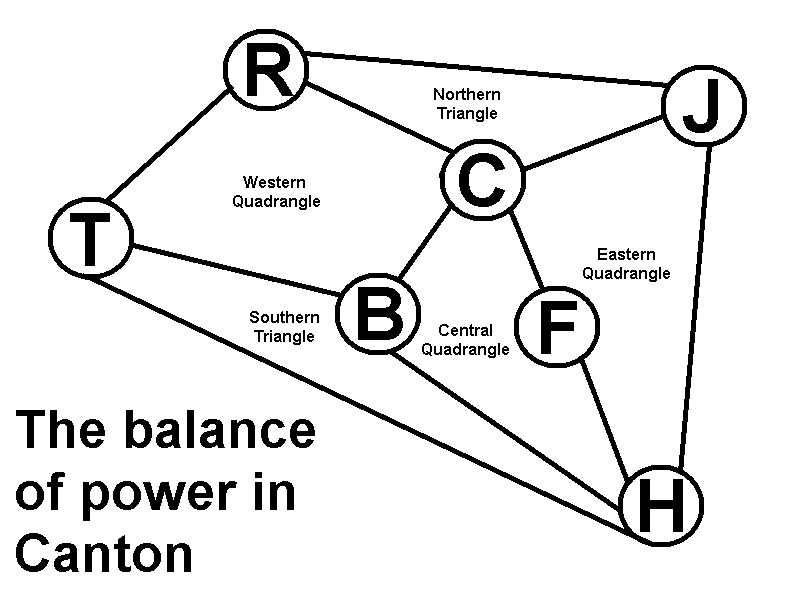 R
J
Northern
Triangle
C
Western
Quadrangle
T
Eastern
Quadrangle
B
Southern
Triangle
F
Central
Quadrangle
The balance
of power in
Canton
H